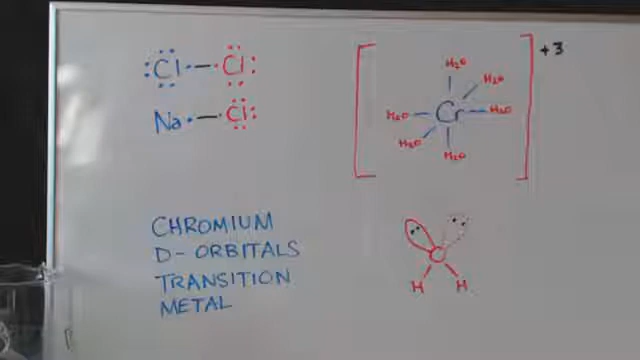 :Cl·—·Cl:
Na·—·Cl:
CHROMIUM
D-ORBITALS
TRANSITION
METAL
+3
H₂O
H₂O
H₂O—Cr—H₂O
H₂O
H₂O
O
H H